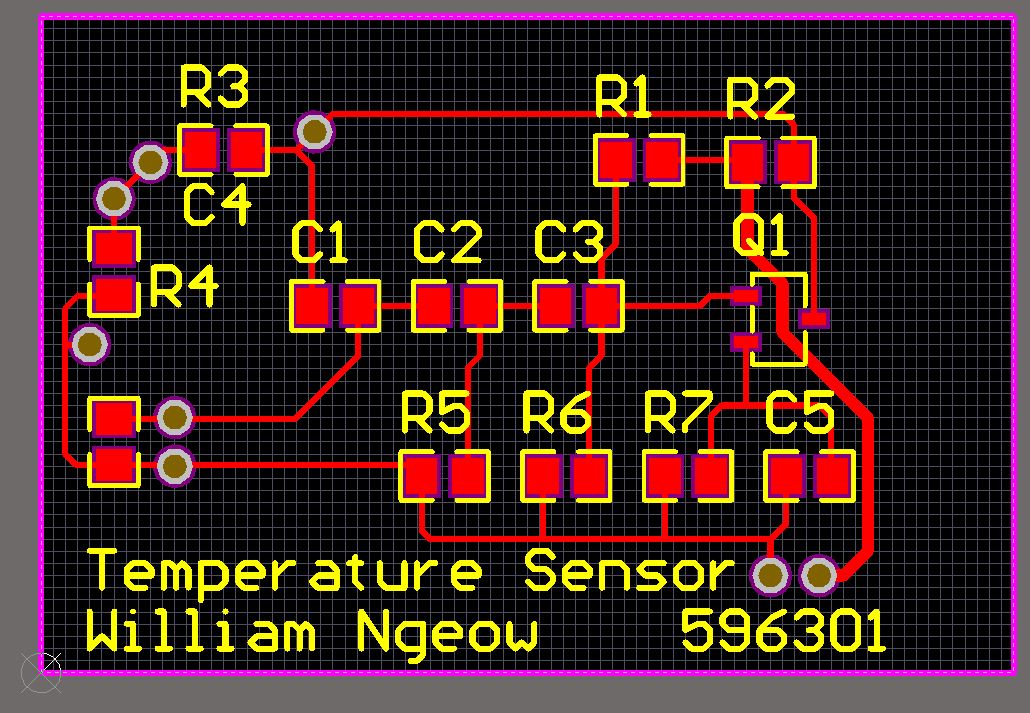 R3
R1
R2
C4
C1
C2
C3
Q1
R4
R5
R6
R7
C5
Temperature Sensor
William Ngeow 596301